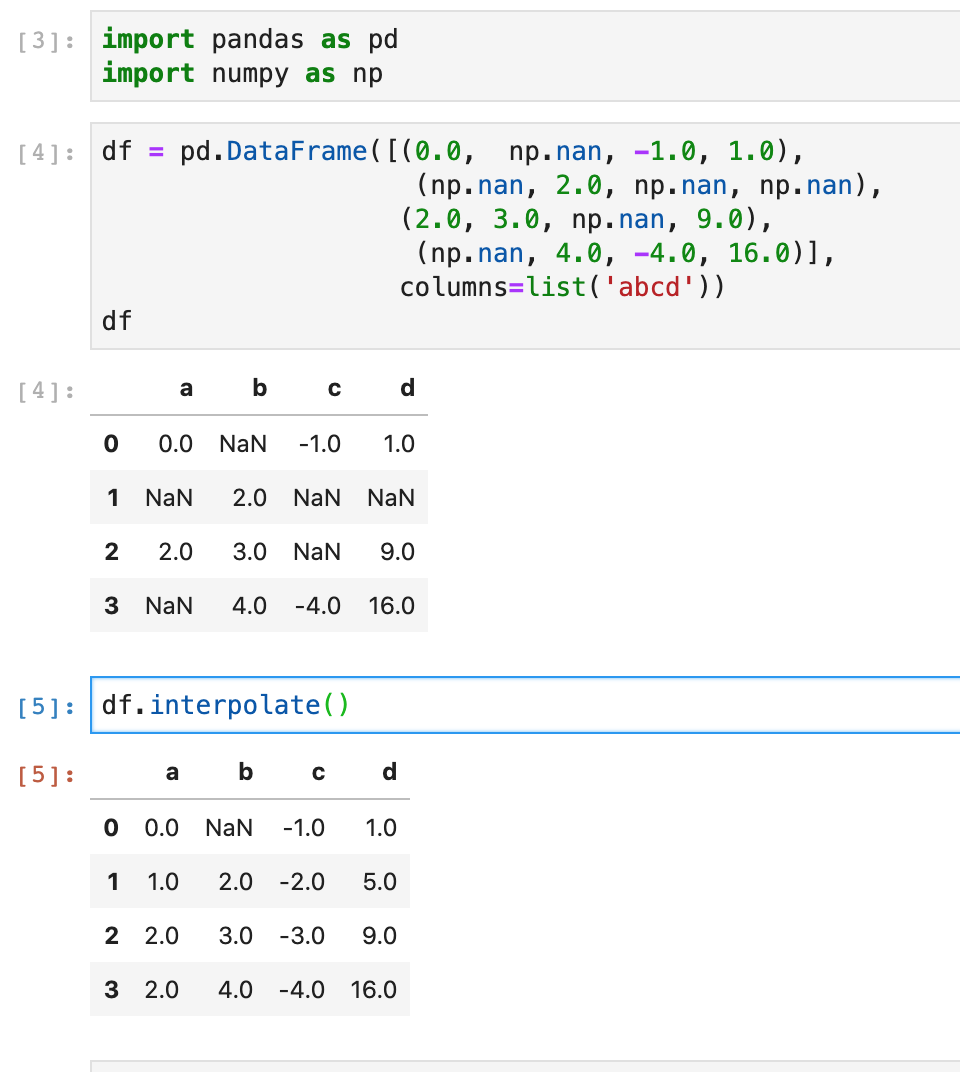 [3]: import pandas as pd
import numpy as np
[4]: df = pd.DataFrame([(0.0,  np.nan, -1.0, 1.0),
                    (np.nan, 2.0, np.nan, np.nan),
                   (2.0, 3.0, np.nan, 9.0),
                    (np.nan, 4.0, -4.0, 16.0)],
                   columns=list('abcd'))
df
[4]: a b c d
0 0.0 NaN -1.0 1.0
1 NaN 2.0 NaN NaN
2 2.0 3.0 NaN 9.0
3 NaN 4.0 -4.0 16.0
[5]: df.interpolate()
[5]: a b c d
0 0.0 NaN -1.0 1.0
1 1.0 2.0 -2.0 5.0
2 2.0 3.0 -3.0 9.0
3 2.0 4.0 -4.0 16.0